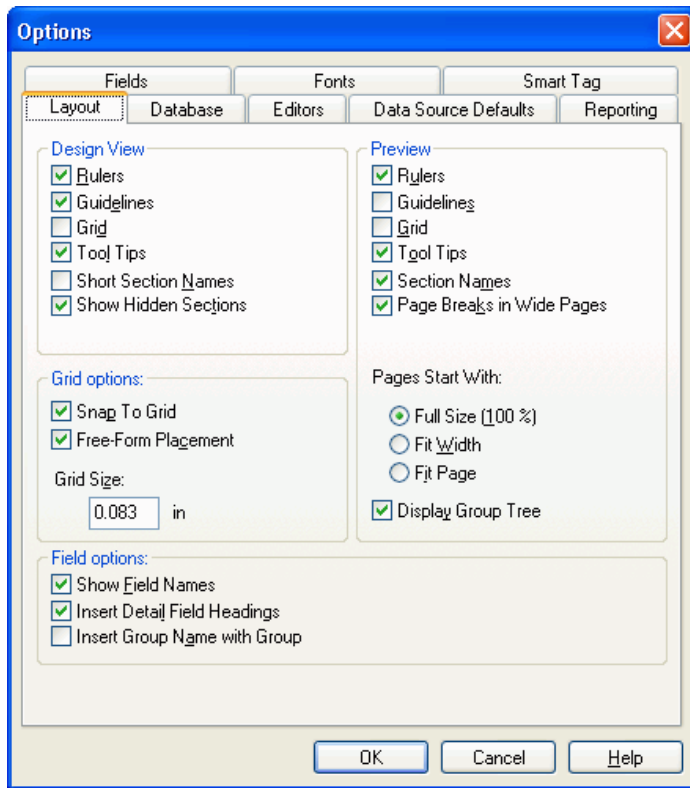 Options
Fields Fonts Smart Tag
Layout Database Editors Data Source Defaults Reporting
Design View
Rulers
Guidelines
Grid
Tool Tips
Short Section Names
Show Hidden Sections
Grid options:
Snap To Grid
Free-Form Placement
Grid Size:
0.083 in
Preview
Rulers
Guidelines
Grid
Tool Tips
Section Names
Page Breaks in Wide Pages
Pages Start With:
Full Size (100 %)
Fit Width
Fit Page
Display Group Tree
Field options:
Show Field Names
Insert Detail Field Headings
Insert Group Name with Group
OK Cancel Help